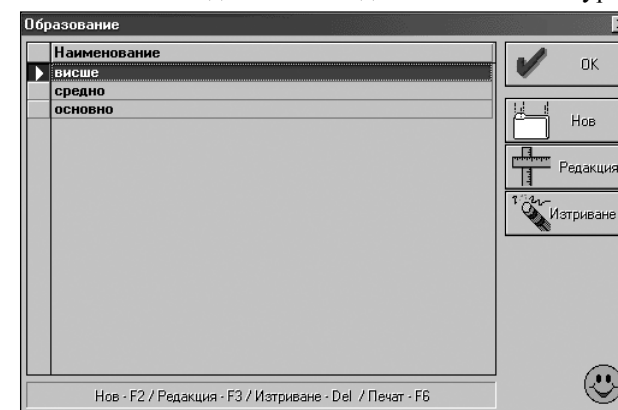 Образование
Наименование
висше
средно
основно
OK
Нов
Редакция
Изтриване
Нов - F2 / Редакция - F3 / Изтриване - Del / Печат - F6